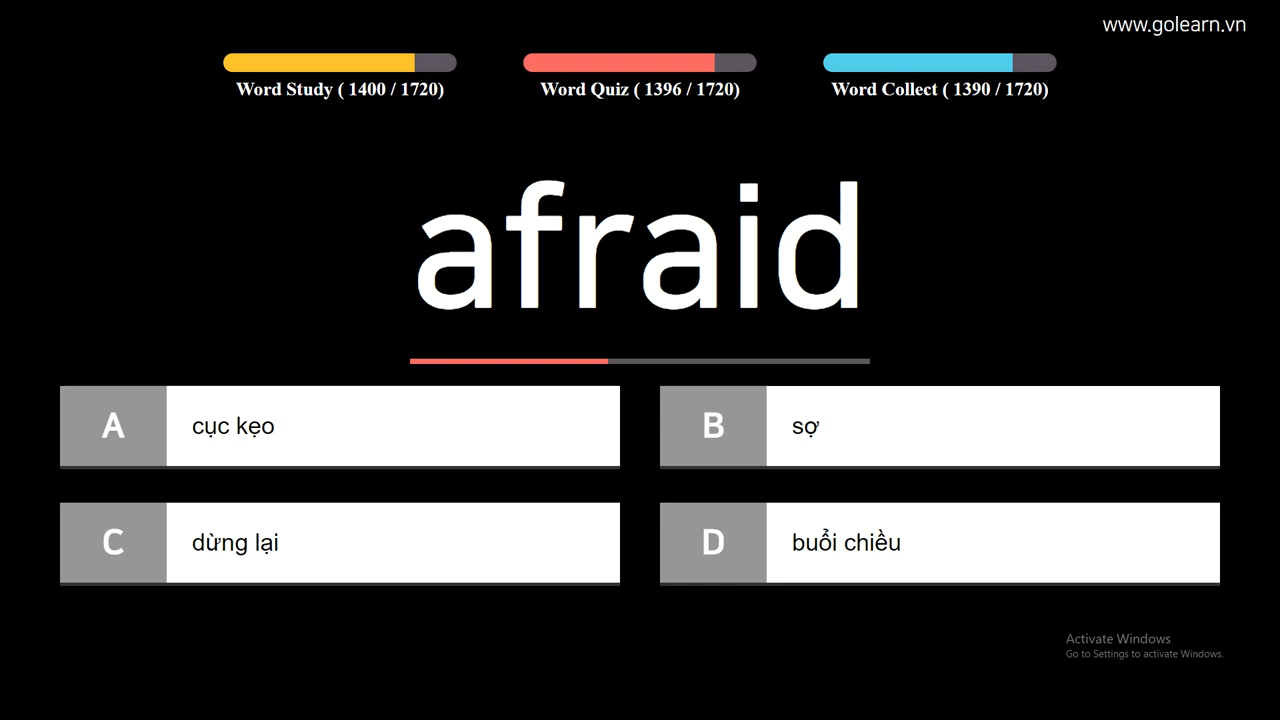 www.golearn.vn
Word Study ( 1400 / 1720)
Word Quiz ( 1396 / 1720)
Word Collect ( 1390 / 1720)
afraid
A cục kẹo
B sợ
C dừng lại
D buổi chiều
Activate Windows
Go to Settings to activate Windows.